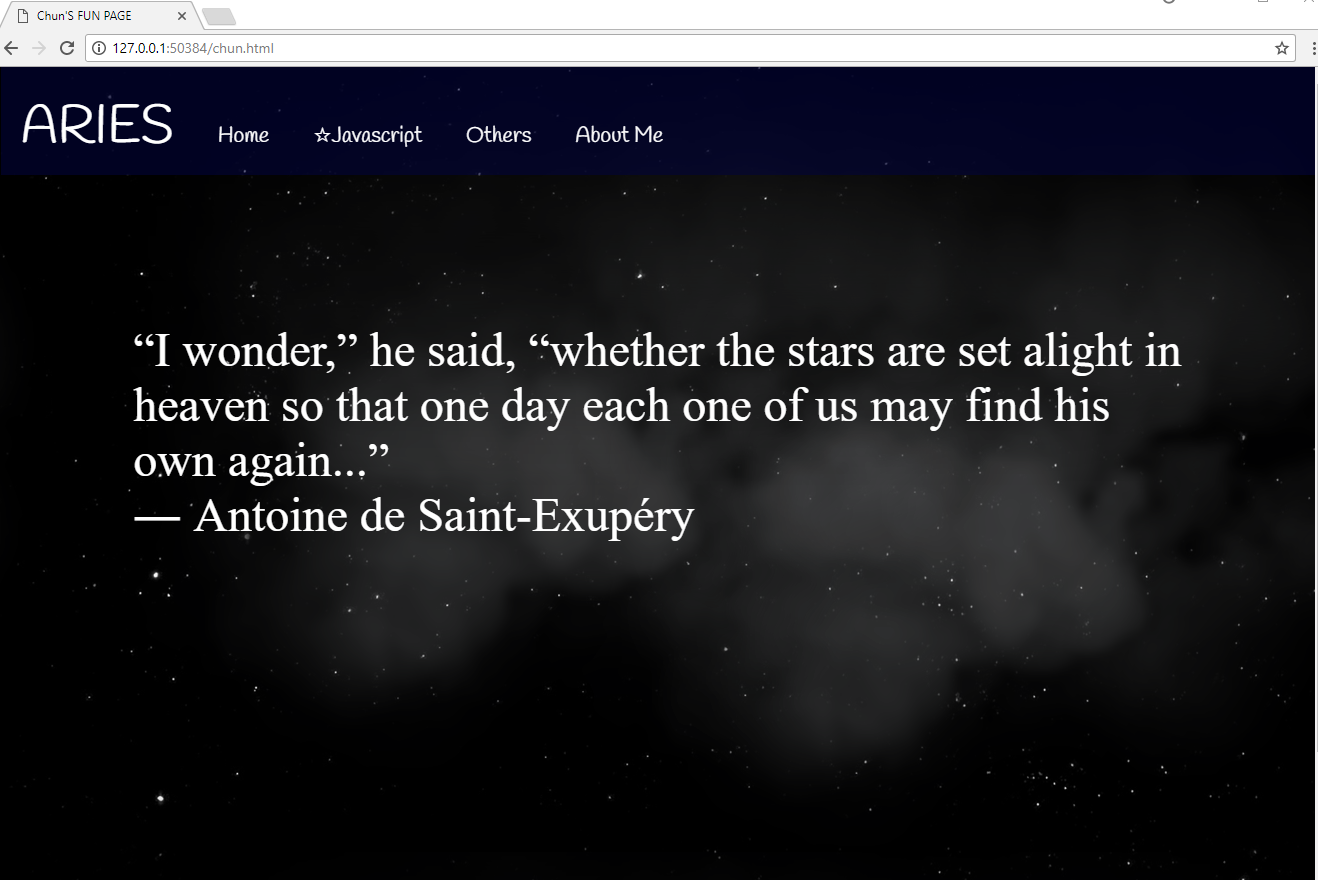 Chun'S FUN PAGE
127.0.0.1:50384/chun.html
ARIES Home ☆Javascript Others About Me
“I wonder,” he said, “whether the stars are set alight in
heaven so that one day each one of us may find his
own again...”
— Antoine de Saint-Exupéry